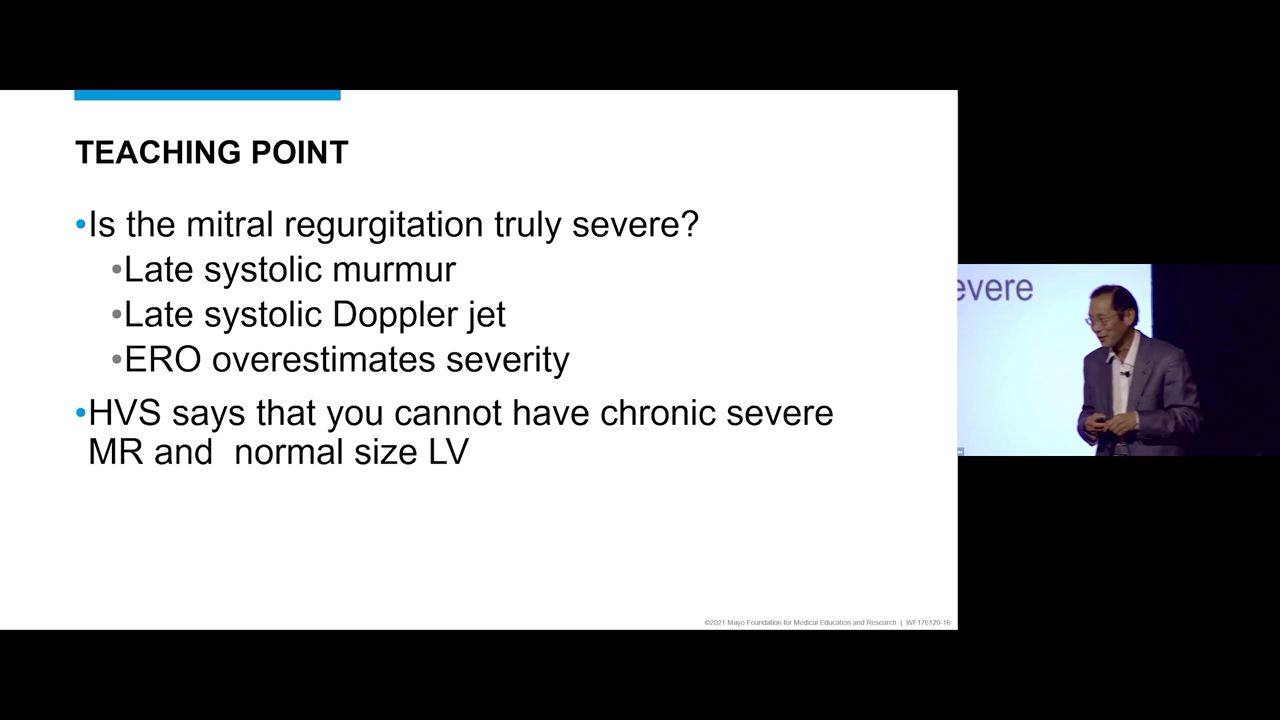 TEACHING POINT
•Is the mitral regurgitation truly severe?
•Late systolic murmur
•Late systolic Doppler jet
•ERO overestimates severity
•HVS says that you cannot have chronic severe
MR and  normal size LV
©2021 Mayo Foundation for Medical Education and Research | WF176120-16
evere